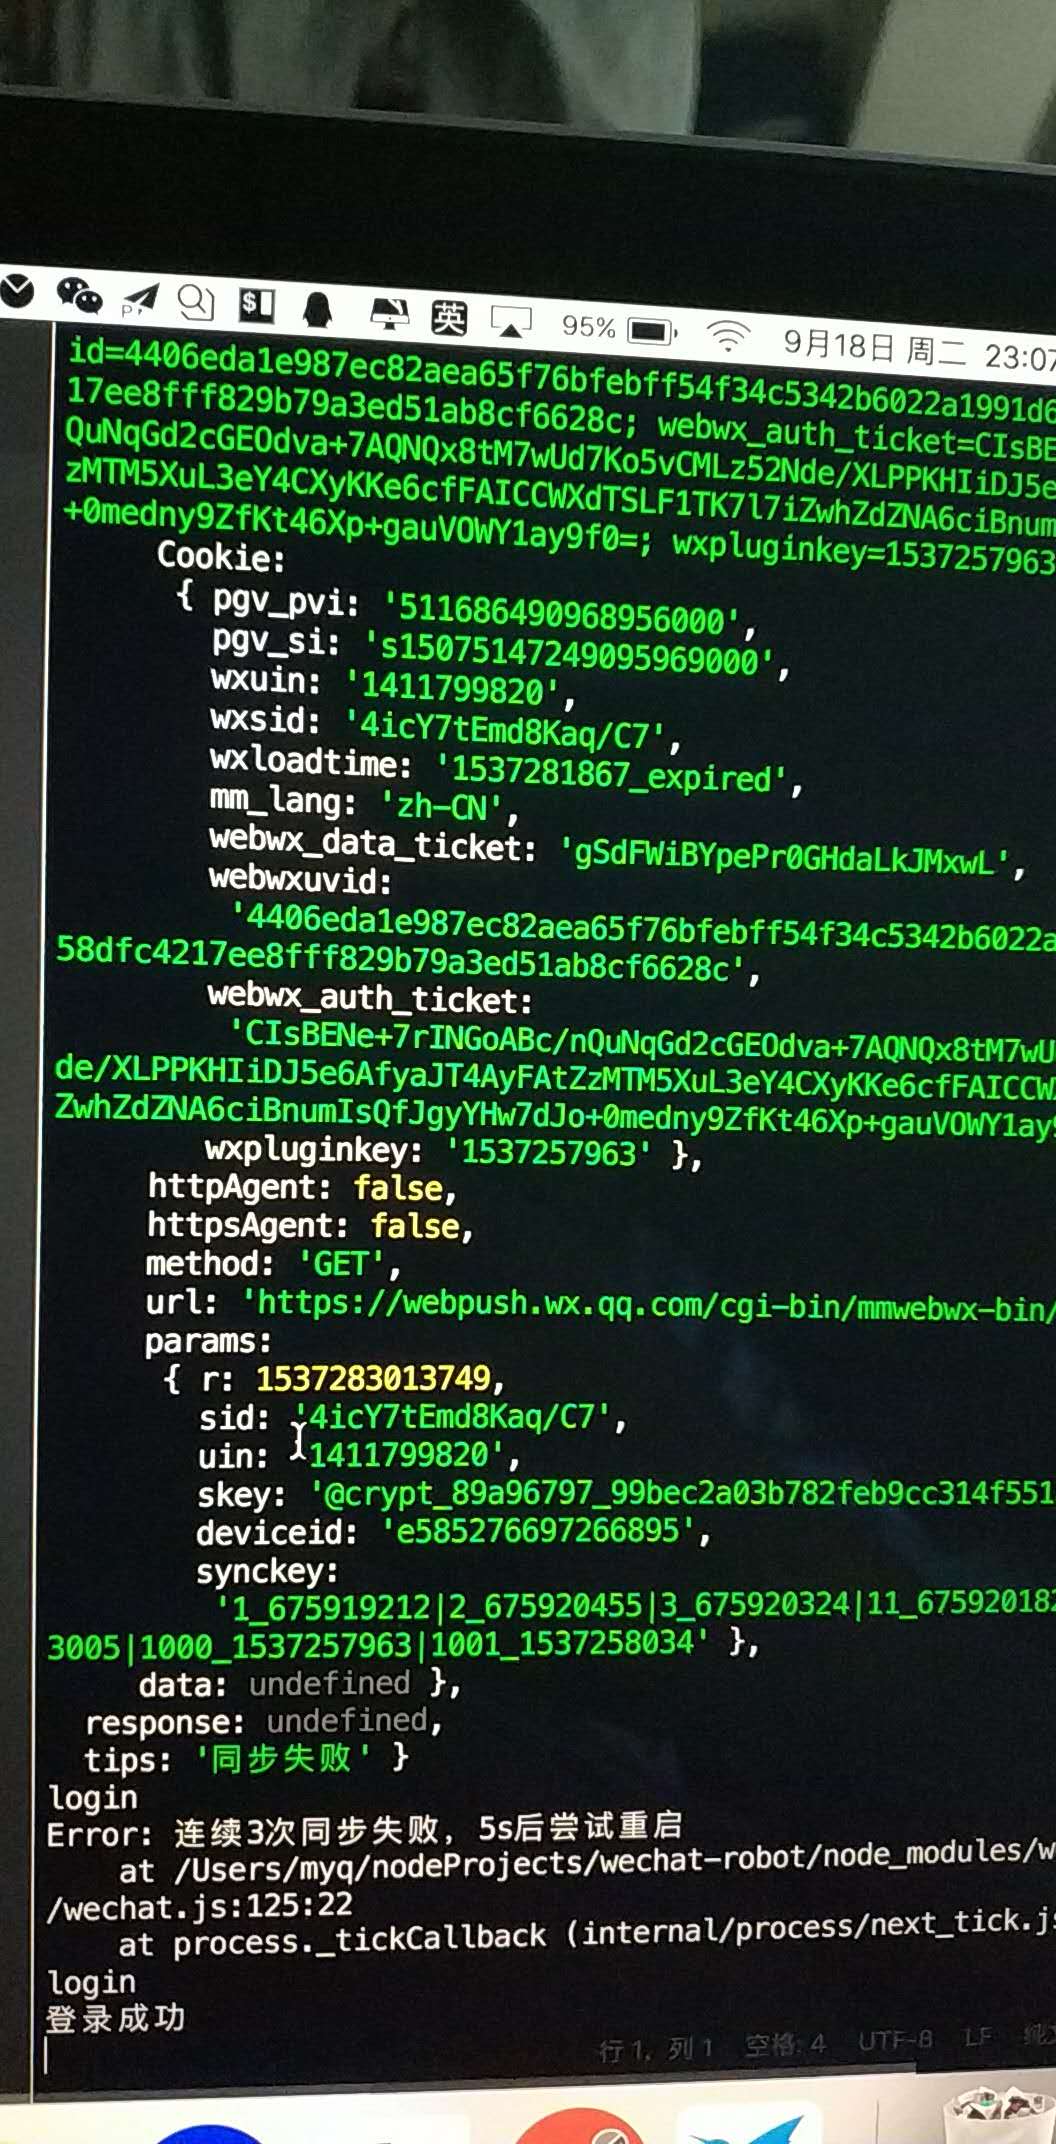 $
英
95%
9月18日 周二 23:07
id=4406eda1e987ec82aea65f76bfebff54f34c5342b6022a1991d6
17ee8fff829b79a3ed51ab8cf6628c; webwx_auth_ticket=CIsBE
QuNqGd2cGEOdva+7AQNQx8tM7wUd7Ko5vCMLz52Nde/XLPPKHIiDJ5e
zMTM5XuL3eY4CXyKKe6cfFAICCWXdTSLF1TK7l7iZwhZdZNA6ciBnum
+0medny9ZfKt46Xp+gauVOWY1ay9f0=; wxpluginkey=1537257963
Cookie:
{ pgv_pvi: '511686490968956000',
pgv_si: 's15075147249095969000',
wxuin: '1411799820',
wxsid: '4icY7tEmd8Kaq/C7',
wxloadtime: '1537281867_expired',
mm_lang: 'zh-CN',
webwx_data_ticket: 'gSdFWiBYpePr0GHdaLkJMxwL',
webwxuvid:
'4406eda1e987ec82aea65f76bfebff54f34c5342b6022a
58dfc4217ee8fff829b79a3ed51ab8cf6628c',
webwx_auth_ticket:
'CIsBENe+7rINGoABc/nQuNqGd2cGEOdva+7AQNQx8tM7wU
de/XLPPKHIiDJ5e6AfyaJT4AyFAtZzMTM5XuL3eY4CXyKKe6cfFAICCW
ZwhZdZNA6ciBnumIsQfJgyYHw7dJo+0medny9ZfKt46Xp+gauVOWY1ay9
wxpluginkey: '1537257963' },
httpAgent: false,
httpsAgent: false,
method: 'GET',
url: 'https://webpush.wx.qq.com/cgi-bin/mmwebwx-bin/
params:
{ r: 1537283013749,
sid: '4icY7tEmd8Kaq/C7',
uin: '1411799820',
skey: '@crypt_89a96797_99bec2a03b782feb9cc314f551
deviceid: 'e585276697266895',
synckey:
'1_675919212|2_675920455|3_675920324|11_675920182
3005|1000_1537257963|1001_1537258034' },
data: undefined },
response: undefined,
tips: '同步失败' }
login
Error: 连续3次同步失败，5s后尝试重启
at /Users/myq/nodeProjects/wechat-robot/node_modules/w
/wechat.js:125:22
at process._tickCallback (internal/process/next_tick.js
login
登录成功
行 1, 列 1 空格: 4 UTF-8 LF